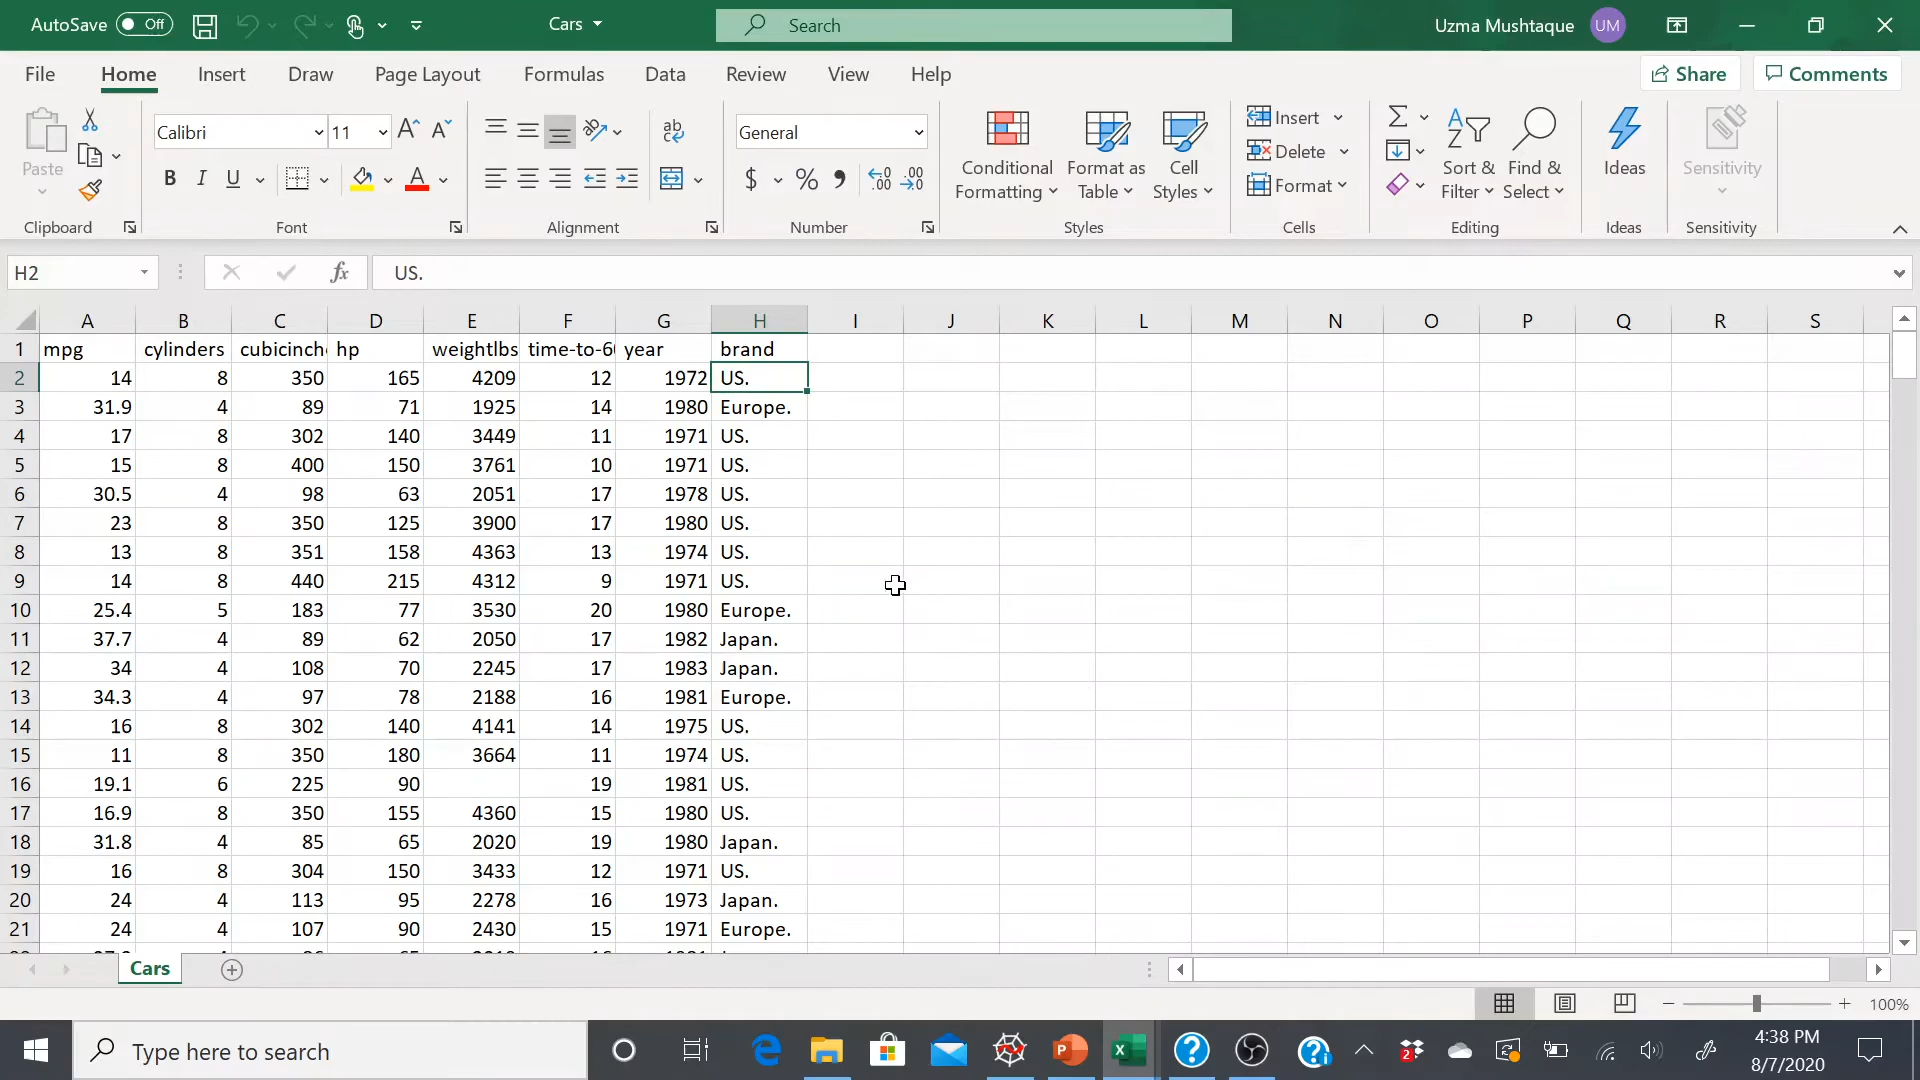 AutoSave Off Cars Search Uzma Mushtaque UM
File Home Insert Draw Page Layout Formulas Data Review View Help Share Comments
Paste Calibri 11 General Conditional Formatting Format as Table Cell Styles Insert Delete Format Sort & Filter Find & Select Ideas Sensitivity
Clipboard Font Alignment Number Styles Cells Editing Ideas Sensitivity
H2 fx US.
A B C D E F G H I J K L M N O P Q R S
1 mpg cylinders cubicinche hp weightlbs time-to-60 year brand
2 14 8 350 165 4209 12 1972 US.
3 31.9 4 89 71 1925 14 1980 Europe.
4 17 8 302 140 3449 11 1971 US.
5 15 8 400 150 3761 10 1971 US.
6 30.5 4 98 63 2051 17 1978 US.
7 23 8 350 125 3900 17 1980 US.
8 13 8 351 158 4363 13 1974 US.
9 14 8 440 215 4312 9 1971 US.
10 25.4 5 183 77 3530 20 1980 Europe.
11 37.7 4 89 62 2050 17 1982 Japan.
12 34 4 108 70 2245 17 1983 Japan.
13 34.3 4 97 78 2188 16 1981 Europe.
14 16 8 302 140 4141 14 1975 US.
15 11 8 350 180 3664 11 1974 US.
16 19.1 6 225 90 19 1981 US.
17 16.9 8 350 155 4360 15 1980 US.
18 31.8 4 85 65 2020 19 1980 Japan.
19 16 8 304 150 3433 12 1971 US.
20 24 4 113 95 2278 16 1973 Japan.
21 24 4 107 90 2430 15 1971 Europe.
Cars
100%
Type here to search 2 4:38 PM
8/7/2020